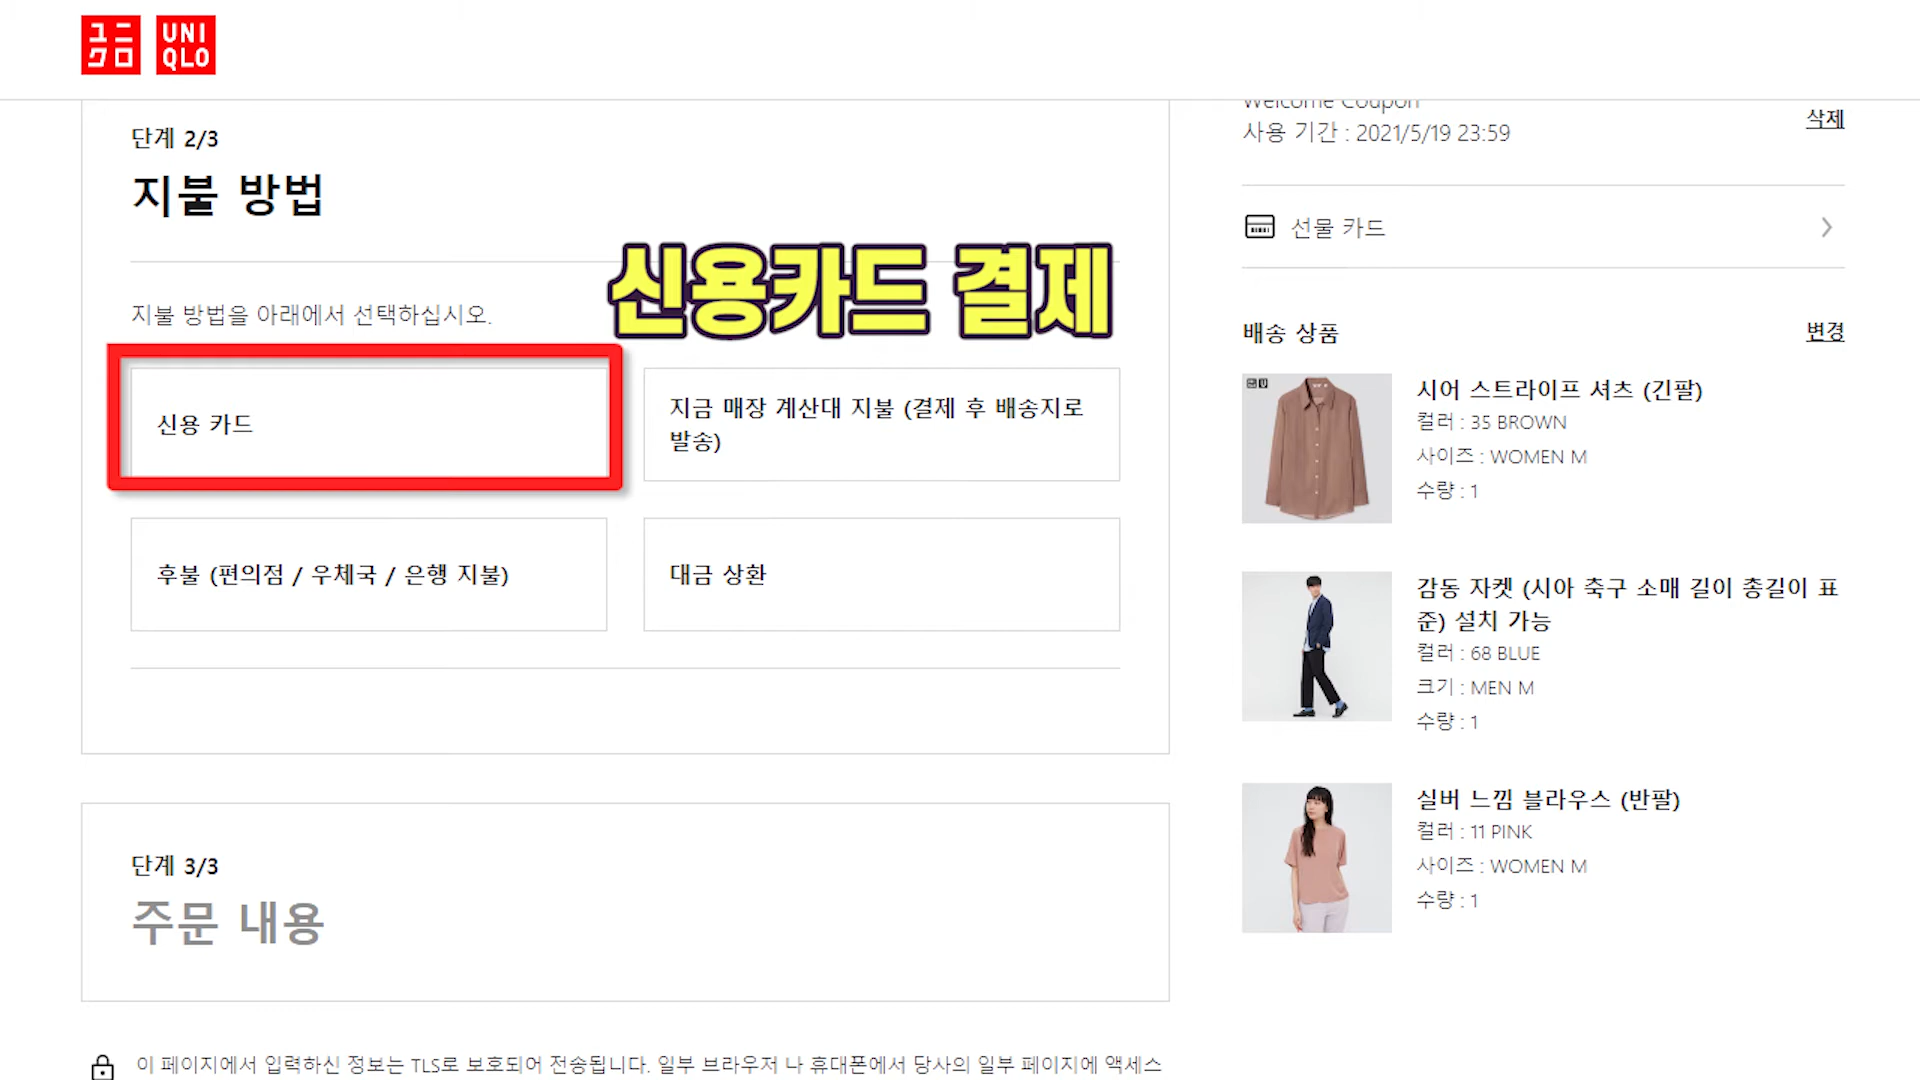 ユニ
クロ
UNI
QLO
단계 2/3
지불 방법
신용카드 결제
지불 방법을 아래에서 선택하십시오.
신용 카드
지금 매장 계산대 지불 (결제 후 배송지로
발송)
후불 (편의점 / 우체국 / 은행 지불)
대금 상환
단계 3/3
주문 내용
이 페이지에서 입력하신 정보는 TLS로 보호되어 전송됩니다. 일부 브라우저 나 휴대폰에서 당사의 일부 페이지에 액세스
Welcome Coupon
사용 기간 : 2021/5/19 23:59
삭제
선물 카드
배송 상품
변경
시어 스트라이프 셔츠 (긴팔)
컬러 : 35 BROWN
사이즈 : WOMEN M
수량 : 1
감동 자켓 (시아 축구 소매 길이 총길이 표
준) 설치 가능
컬러 : 68 BLUE
크기 : MEN M
수량 : 1
실버 느낌 블라우스 (반팔)
컬러 : 11 PINK
사이즈 : WOMEN M
수량 : 1